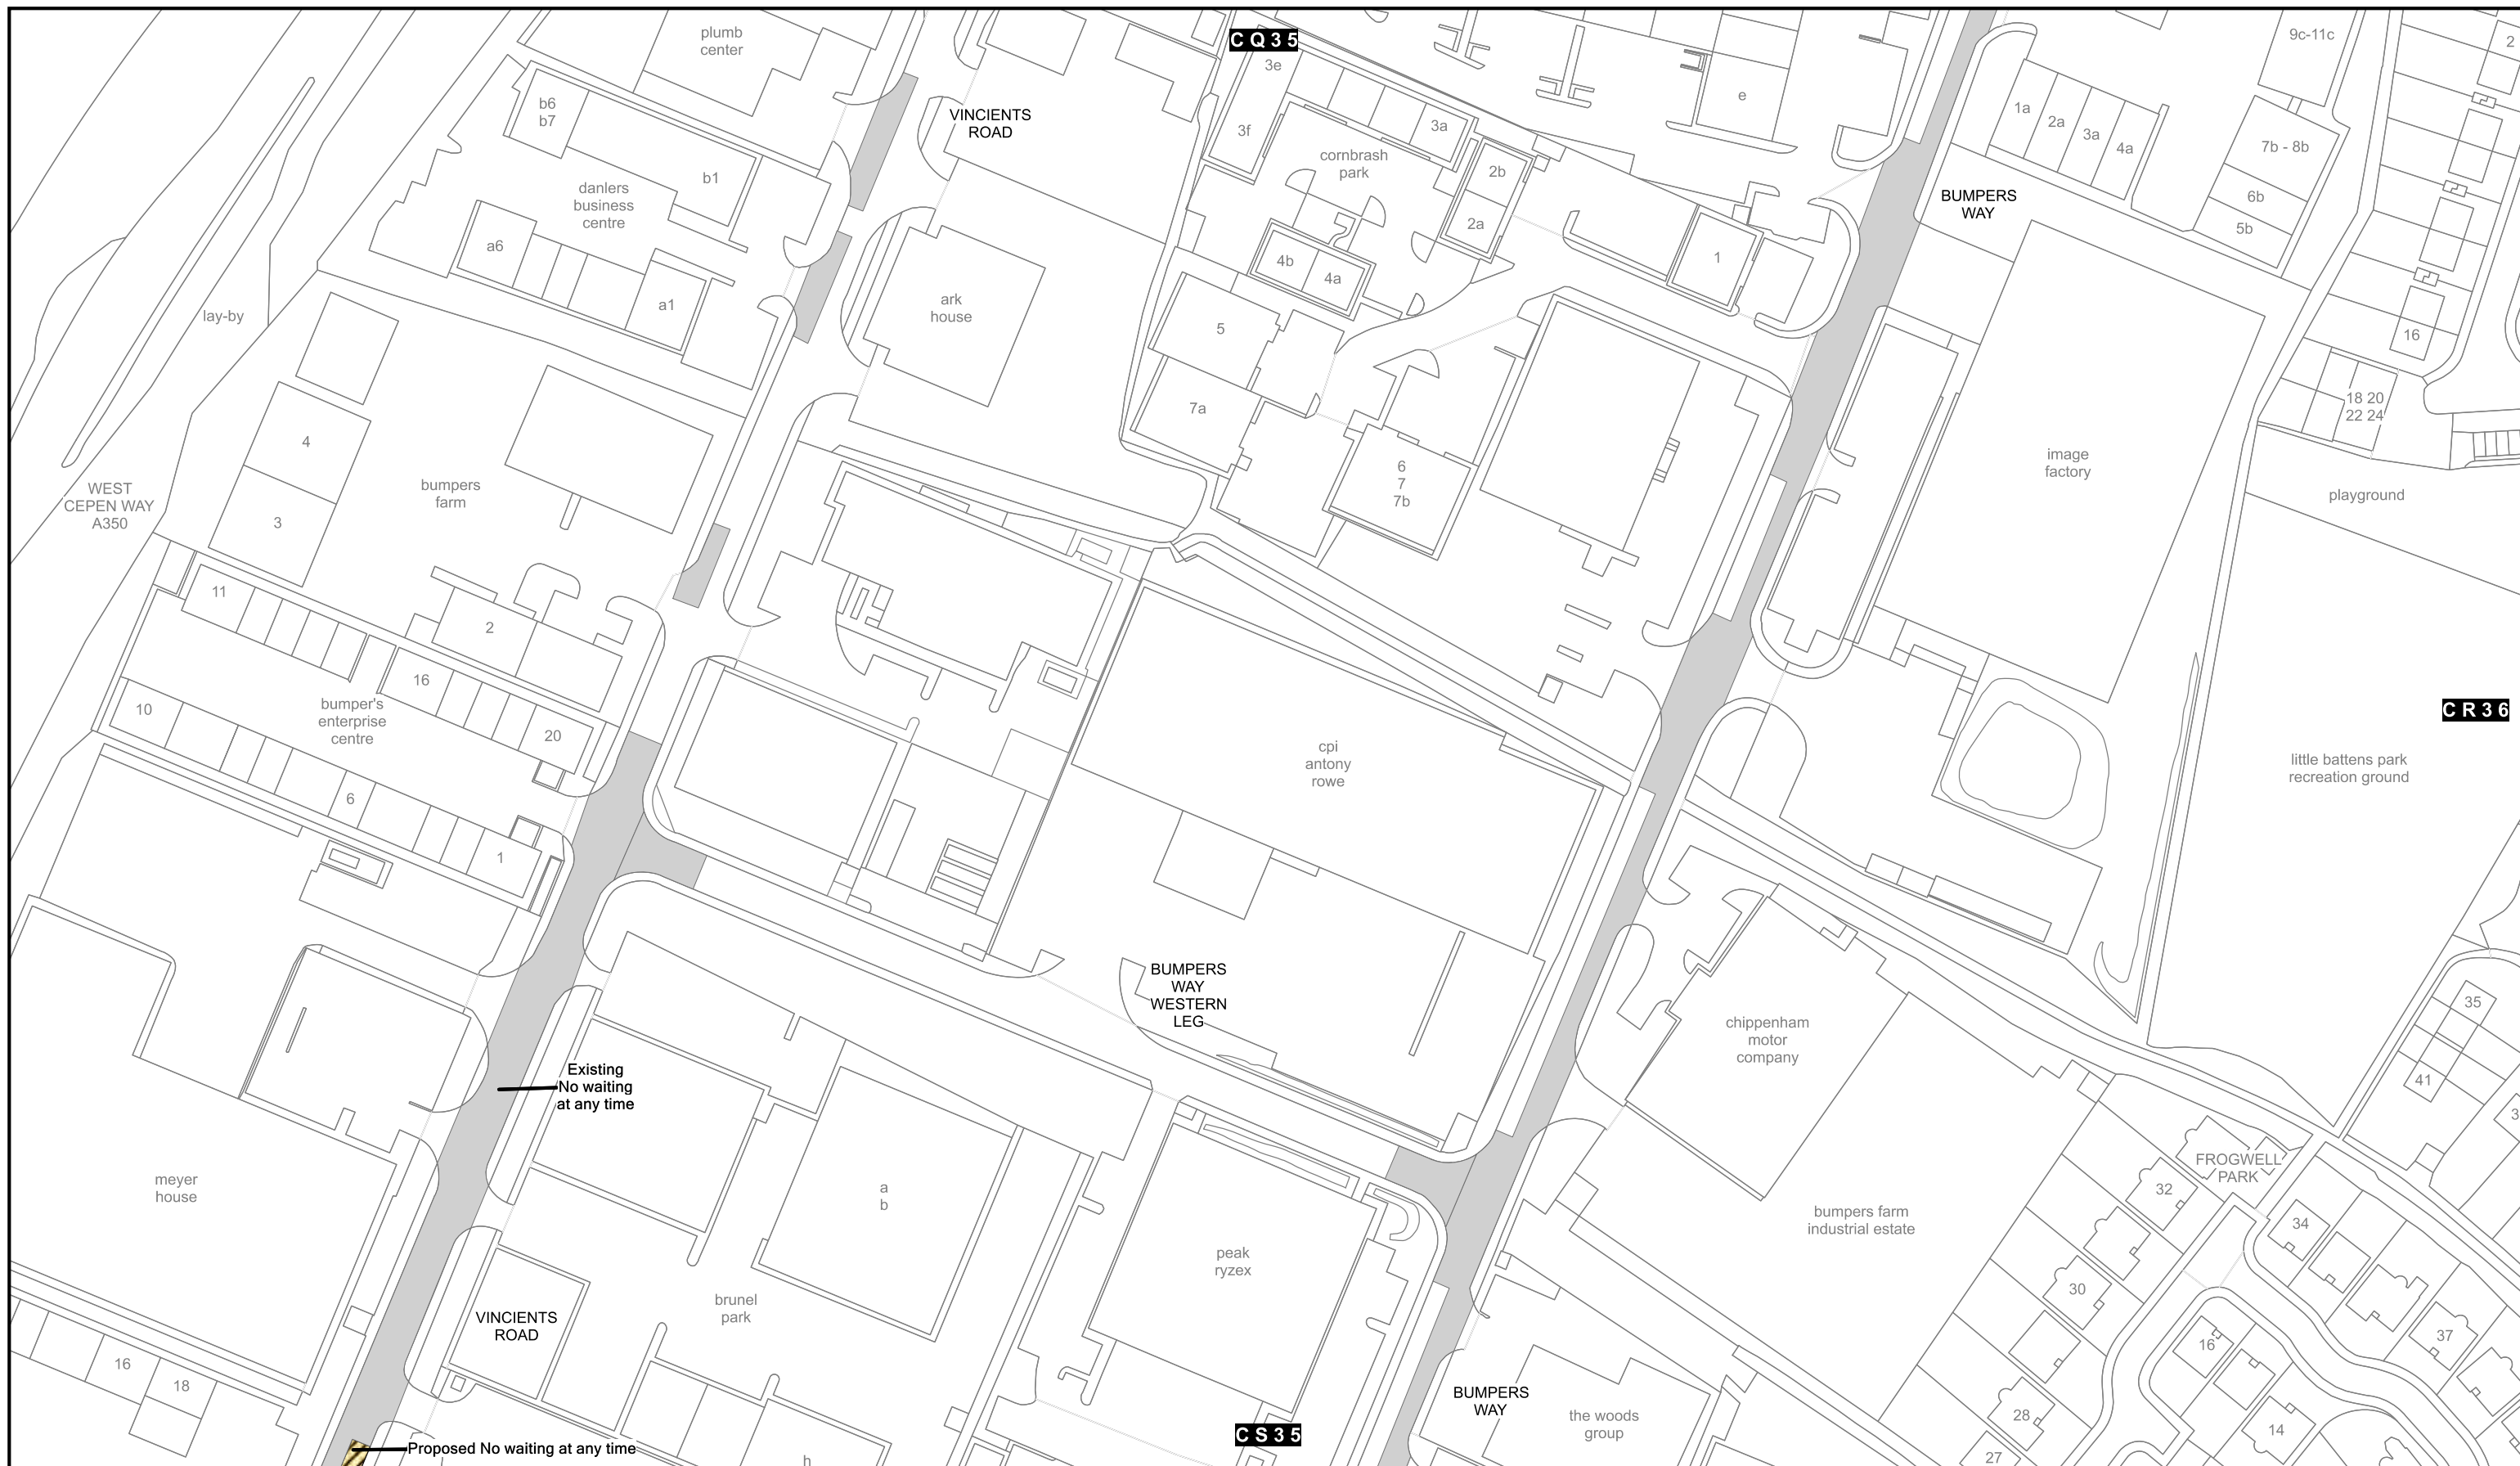 plumb
center
CQ35
9c-11c
2
3e
3f
3a
e
b6
b7
VINCIENTS
ROAD
1a
2a
3a
4a
7b - 8b
6b
5b
cornbrash
park
2b
2a
b1
danlers
business
centre
BUMPERS
WAY
a6
a1
4b
4a
1
ark
house
lay-by
5
16
7a
18 20
22 24
4
3
bumpers
farm
6
7
7b
image
factory
playground
WEST
CEPEN WAY
A350
11
2
16
10
bumper's
enterprise
centre
20
CR36
cpi
antony
rowe
little battens park
recreation ground
6
1
BUMPERS
WAY
WESTERN
LEG
chippenham
motor
company
35
41
3
Existing
No waiting
at any time
meyer
house
a
b
FROGWELL
PARK
32
34
bumpers farm
industrial estate
peak
ryzex
30
brunel
park
VINCIENTS
ROAD
37
16
16
18
BUMPERS
WAY
the woods
group
28
14
CS35
27
Proposed No waiting at any time
h